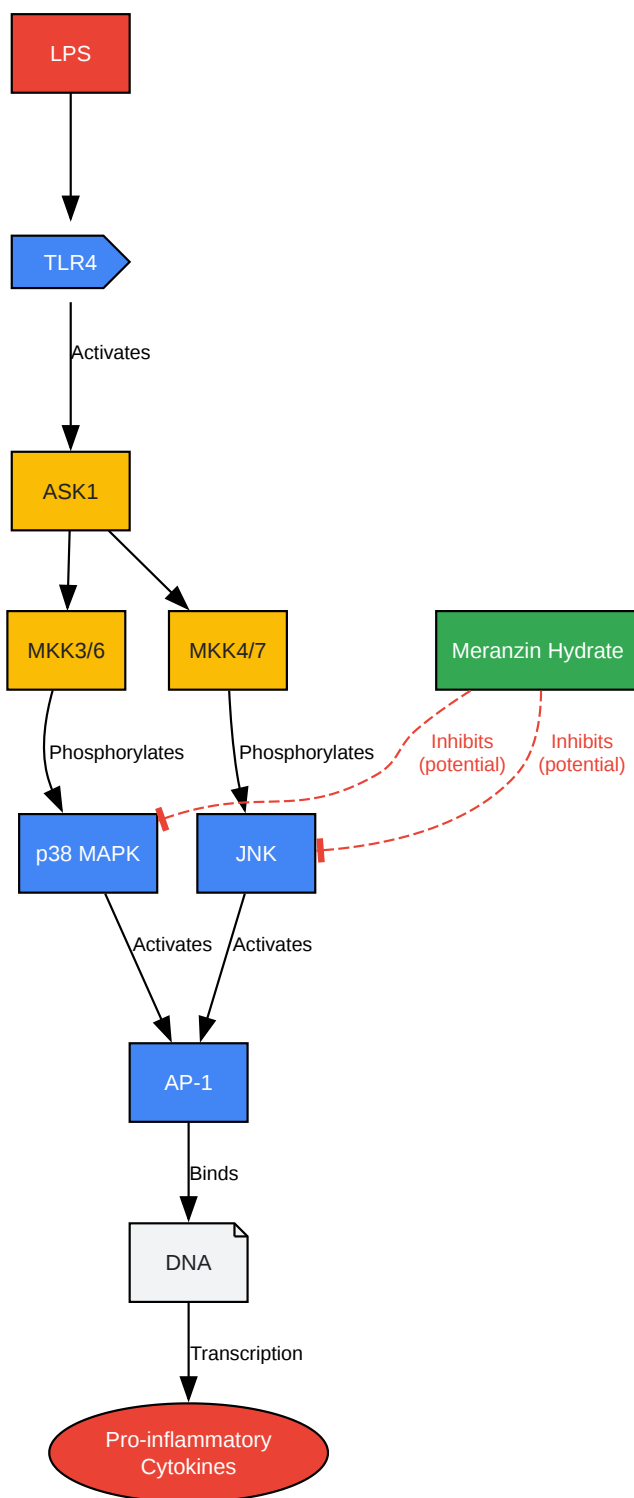 LPS
TLR4
Activates
ASK1
MKK3/6
MKK4/7
Meranzin Hydrate
Phosphorylates
Phosphorylates
Inhibits
(potential)
Inhibits
(potential)
p38 MAPK
JNK
Activates
Activates
AP-1
Binds
DNA
Transcription
Pro-inflammatory
Cytokines